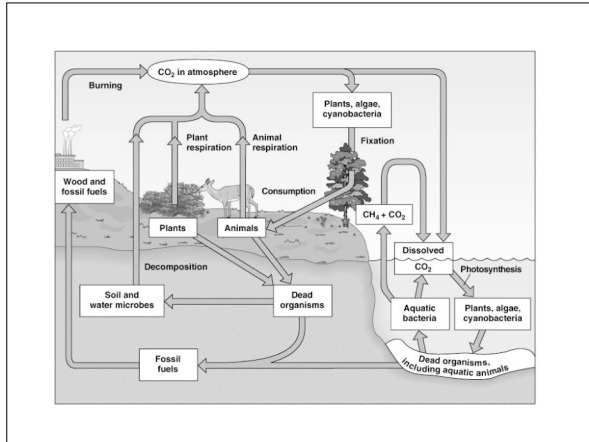 CO₂ in atmosphere
Burning
Plants, algae,
cyanobacteria
Plant
respiration
Animal
respiration
Fixation
Wood and
fossil fuels
Consumption
CH₄ + CO₂
Plants
Animals
Dissolved
CO₂
Photosynthesis
Decomposition
Soil and
water microbes
Dead
organisms
Aquatic
bacteria
Plants, algae,
cyanobacteria
Fossil
fuels
Dead organisms,
including aquatic animals